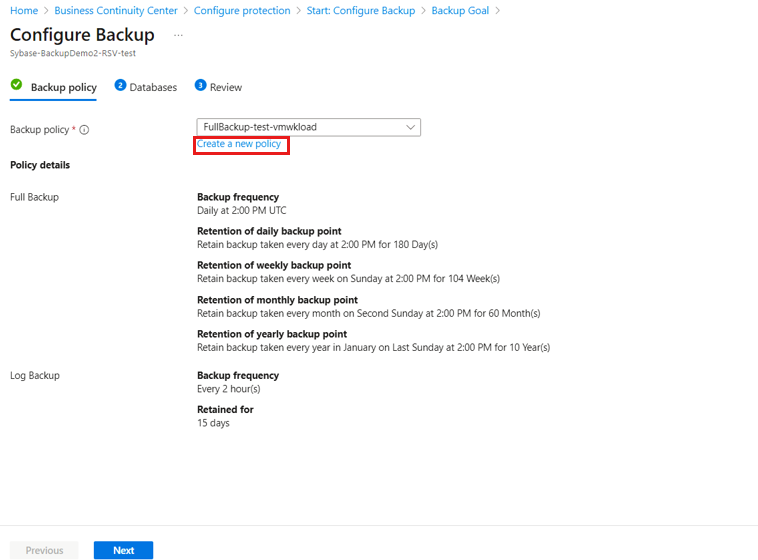 Home > Business Continuity Center > Configure protection > Start: Configure Backup > Backup Goal >
Configure Backup ...
Sybase-BackupDemo2-RSV-test
Backup policy 2 Databases 3 Review
Backup policy * FullBackup-test-vmwkload
Create a new policy
Policy details
Full Backup Backup frequency
Daily at 2:00 PM UTC
Retention of daily backup point
Retain backup taken every day at 2:00 PM for 180 Day(s)
Retention of weekly backup point
Retain backup taken every week on Sunday at 2:00 PM for 104 Week(s)
Retention of monthly backup point
Retain backup taken every month on Second Sunday at 2:00 PM for 60 Month(s)
Retention of yearly backup point
Retain backup taken every year in January on Last Sunday at 2:00 PM for 10 Year(s)
Log Backup Backup frequency
Every 2 hour(s)
Retained for
15 days
Previous Next